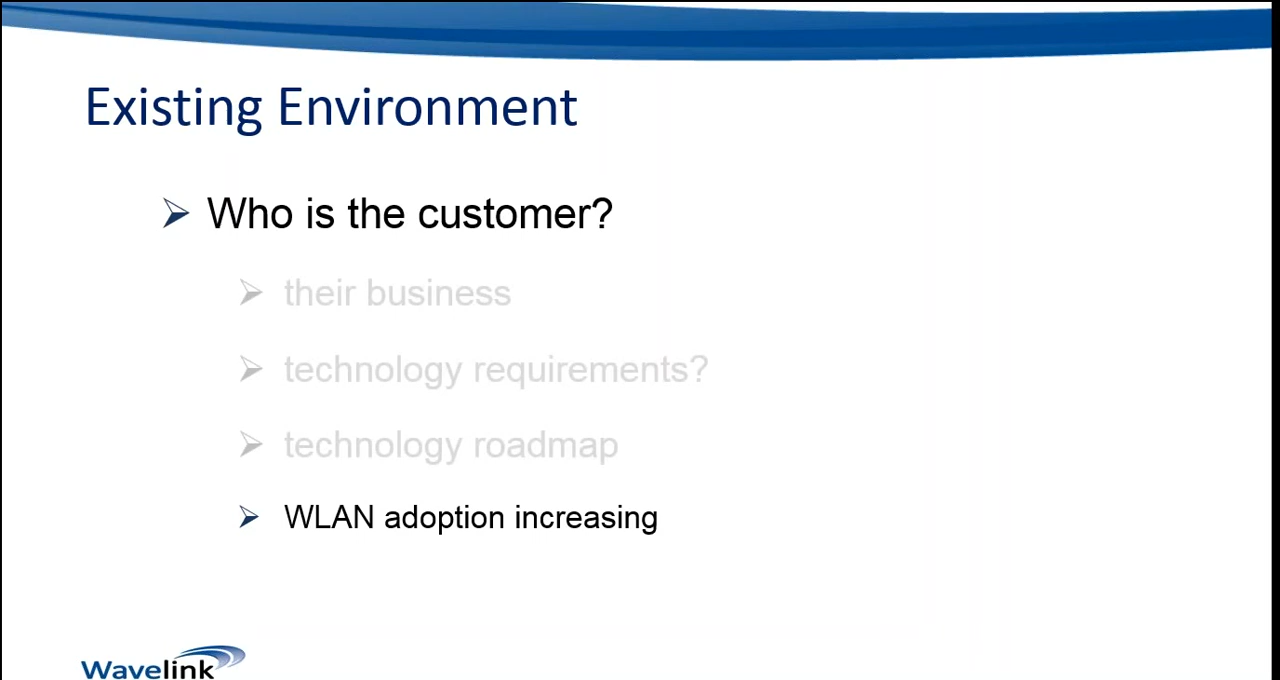 Existing Environment
Who is the customer?
their business
technology requirements?
technology roadmap
WLAN adoption increasing
Wavelink